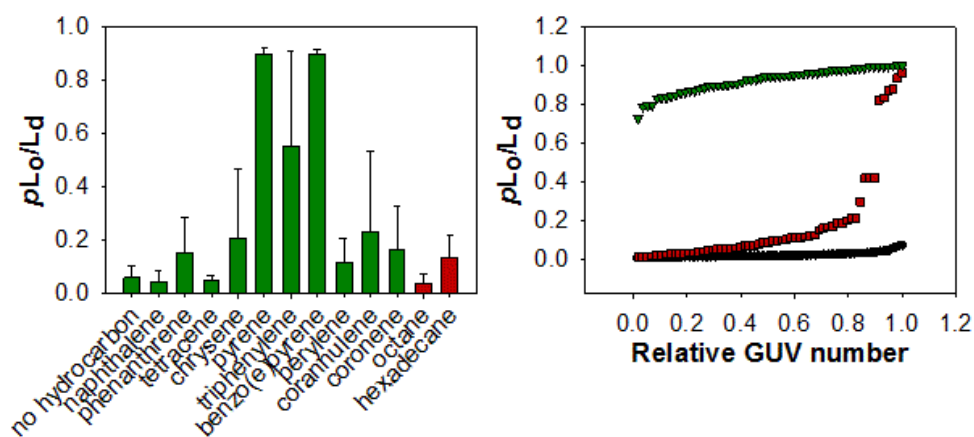 pLo/Ld
1.0
0.8
0.6
0.4
0.2
0.0
no hydrocarbon
naphthalene
phenanthrene
tetracene
chrysene
pyrene
triphenylene
benzo(e)pyrene
perylene
coranhulene
coronene
octane
hexadecane
pLo/Ld
1.2
1.0
0.8
0.6
0.4
0.2
0.0
0.0 0.2 0.4 0.6 0.8 1.0
Relative GUV number